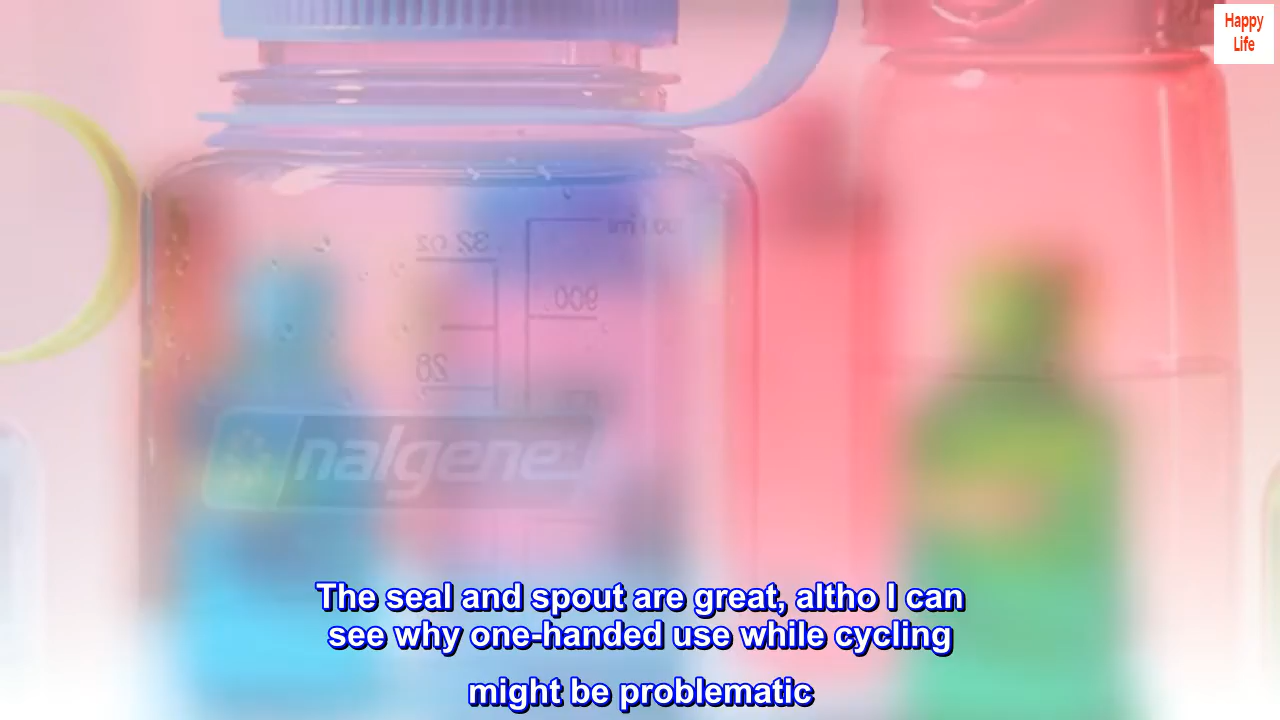 Happy
Life
32 oz
900
28
nalgene
The seal and spout are great, altho I can
see why one-handed use while cycling
might be problematic